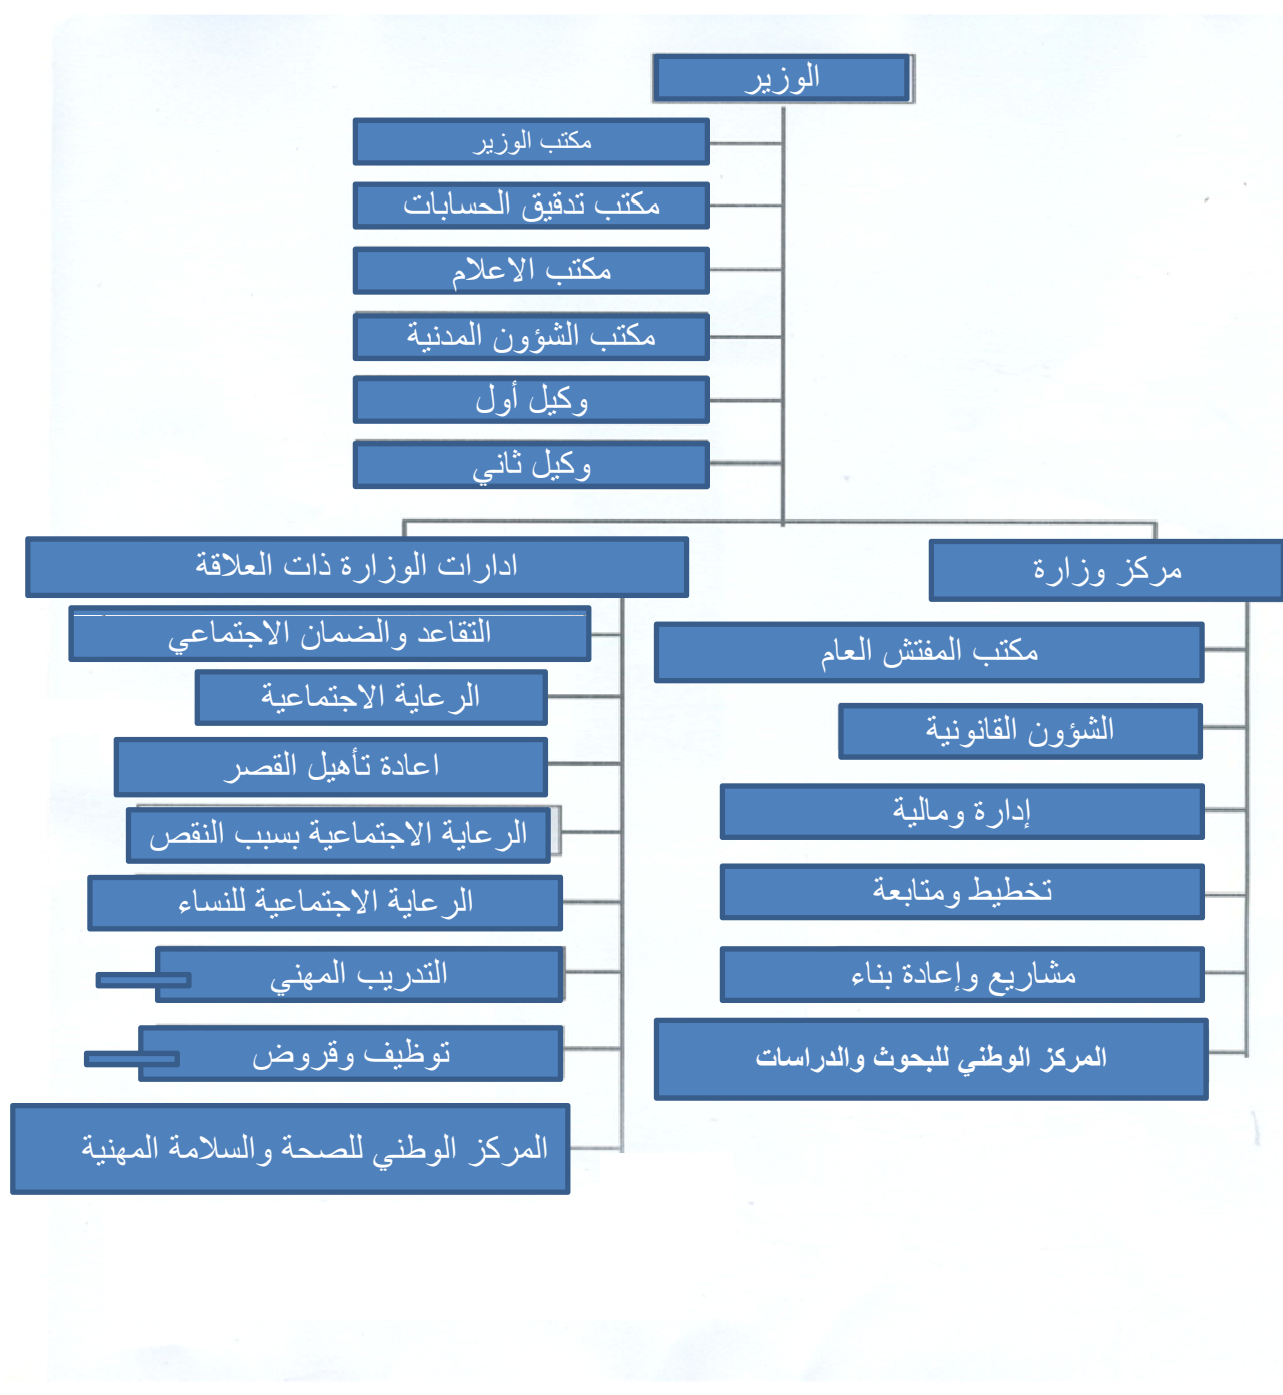 الوزير
مكتب الوزير
مكتب تدقيق الحسابات
مكتب الاعلام
مكتب الشؤون المدنية
وكيل أول
وكيل ثاني
مركز وزارة
مكتب المفتش العام
الشؤون القانونية
إدارة ومالية
تخطيط ومتابعة
مشاريع وإعادة بناء
المركز الوطني للبحوث والدراسات
ادارات الوزارة ذات العلاقة
التقاعد والضمان الاجتماعي
الرعاية الاجتماعية
اعادة تأهيل القصر
الرعاية الاجتماعية بسبب النقص
الرعاية الاجتماعية للنساء
التدريب المهني
توظيف وقروض
المركز الوطني للصحة والسلامة المهنية